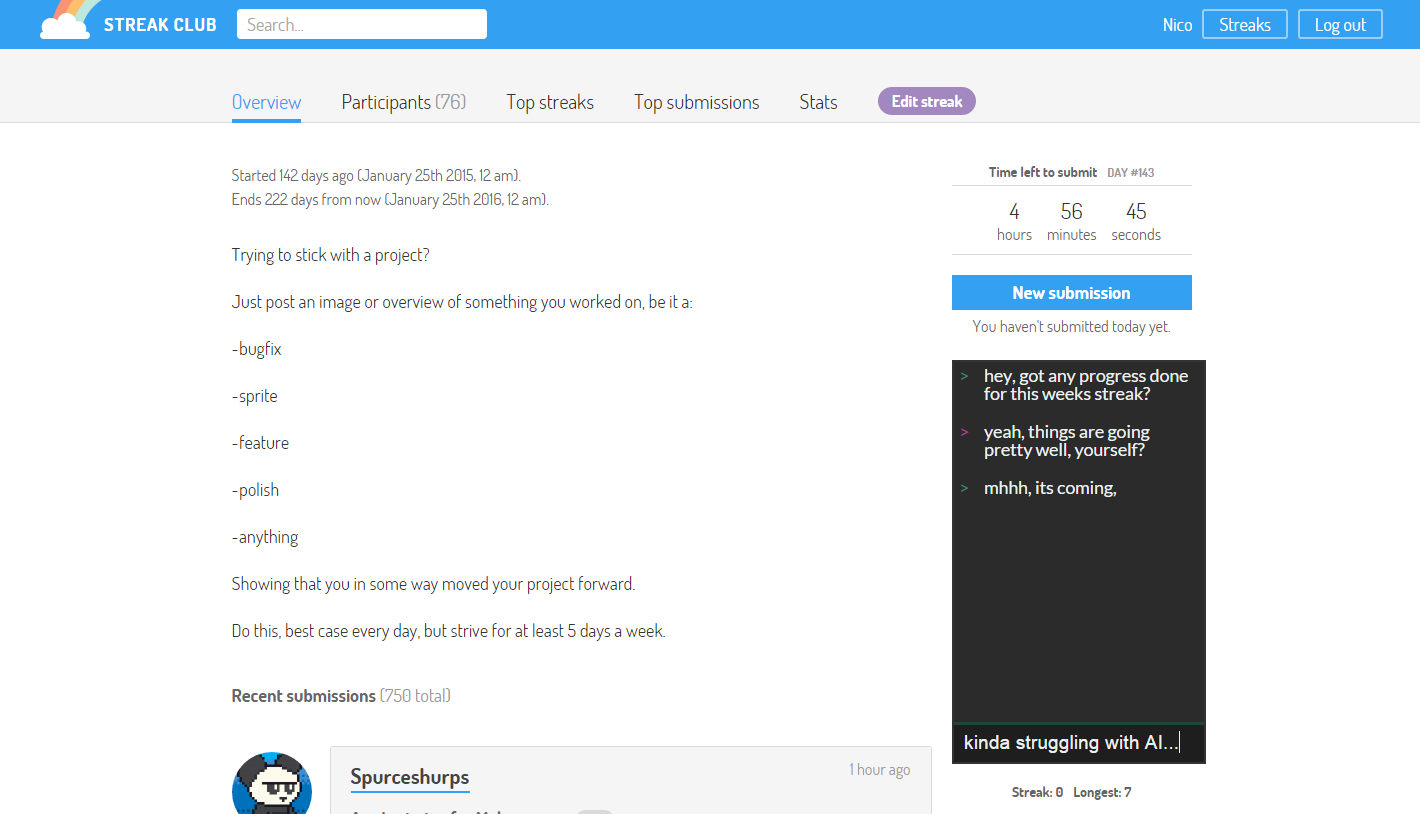 STREAK CLUB
Search...
Nico
Streaks
Log out
Overview
Participants (76)
Top streaks
Top submissions
Stats
Edit streak
Started 142 days ago (January 25th 2015, 12 am).
Ends 222 days from now (January 25th 2016, 12 am).
Trying to stick with a project?
Just post an image or overview of something you worked on, be it a:
-bugfix
-sprite
-feature
-polish
-anything
Showing that you in some way moved your project forward.
Do this, best case every day, but strive for at least 5 days a week.
Recent submissions (750 total)
Spurceshurps
1 hour ago
Time left to submit DAY #143
4 56 45
hours minutes seconds
New submission
You haven't submitted today yet.
> hey, got any progress done
for this weeks streak?
> yeah, things are going
pretty well, yourself?
> mhhh, its coming,
kinda struggling with AI...
Streak: 0 Longest: 7